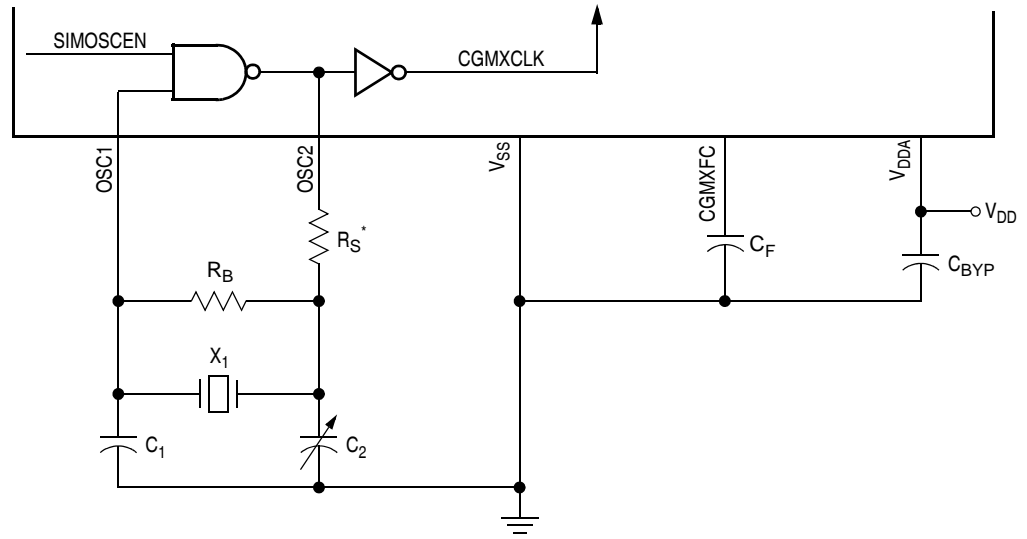 SIMOSCEN
CGMXCLK
OSC1
OSC2
VSS
CGMXFC
VDDA
VDD
RS*
CF
CBYP
RB
X1
C1
C2